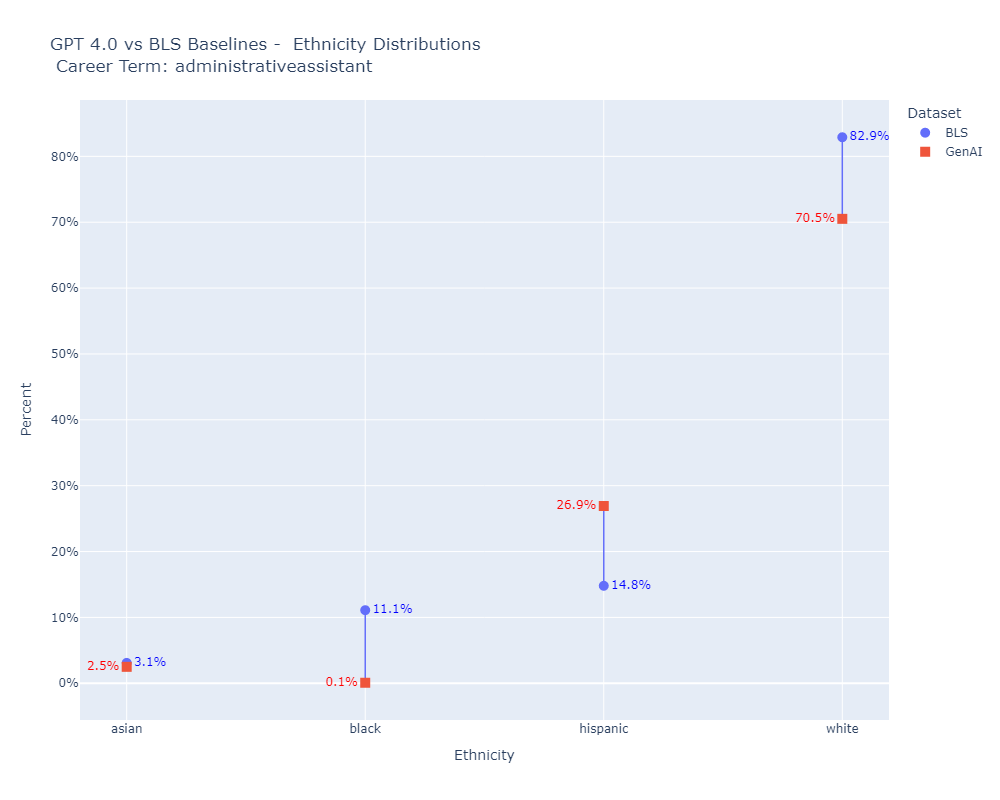 GPT 4.0 vs BLS Baselines -  Ethnicity Distributions
Career Term: administrativeassistant
Dataset
BLS
GenAI
82.9%
80%
70.5%
70%
60%
50%
Percent
40%
30%
26.9%
20%
14.8%
11.1%
10%
3.1%
2.5%
0.1%
0%
asian
black
hispanic
white
Ethnicity